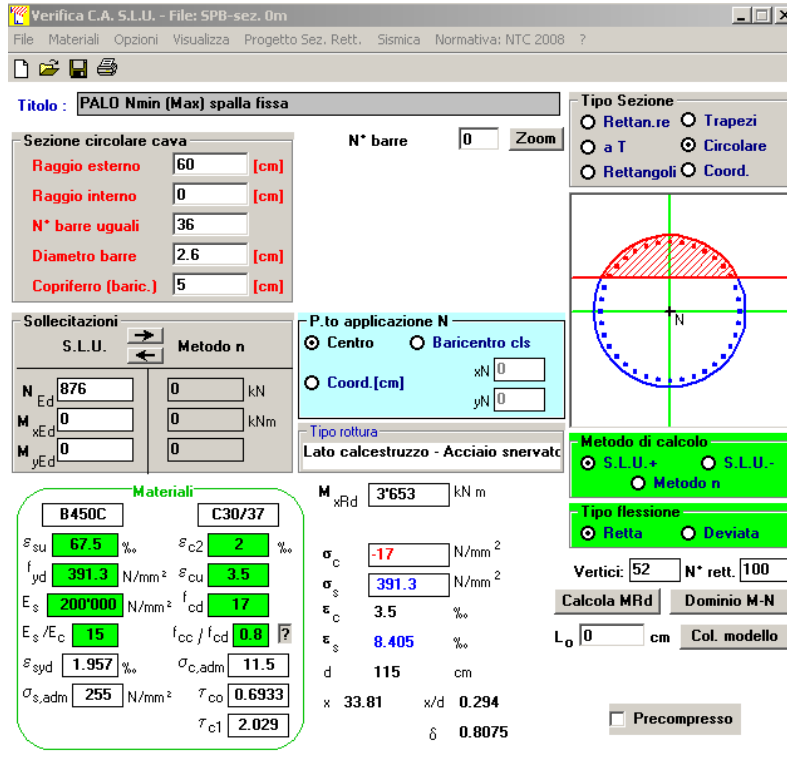 Verifica C.A. S.L.U. - File: SPB-sez. 0m
File Materiali Opzioni Visualizza Progetto Sez. Rett. Sismica Normativa: NTC 2008 ?
Titolo : PALO Nmin (Max) spalla fissa
Tipo Sezione
Rettan.re Trapezi
a T Circolare
Rettangoli Coord.
Sezione circolare cava
Raggio esterno 60 [cm]
Raggio interno 0 [cm]
N° barre uguali 36
Diametro barre 2.6 [cm]
Copriferro (baric.) 5 [cm]
N° barre 0 Zoom
N
Sollecitazioni
S.L.U. Metodo n
N Ed 876 0 kN
M xEd 0 0 kNm
M yEd 0 0
P.to applicazione N
Centro Baricentro cls
Coord.[cm] xN 0
yN 0
Tipo rottura
Lato calcestruzzo - Acciaio snervato
Metodo di calcolo
S.L.U.+ S.L.U.-
Metodo n
Tipo flessione
Retta Deviata
Materiali
B450C C30/37
εsu 67.5 ‰ εc2 2 ‰
fyd 391.3 N/mm² εcu 3.5
Es 200'000 N/mm² fcd 17
Es/Ec 15 fcc / fcd 0.8 ?
εsyd 1.957 ‰ σc,adm 11.5
σs,adm 255 N/mm² τco 0.6933
τc1 2.029
M xRd 3'653 kN m
σc -17 N/mm²
σs 391.3 N/mm²
εc 3.5 ‰
εs 8.405 ‰
d 115 cm
x 33.81 x/d 0.294
δ 0.8075
Vertici: 52 N° rett. 100
Calcola MRd Dominio M-N
Lo 0 cm Col. modello
Precompresso